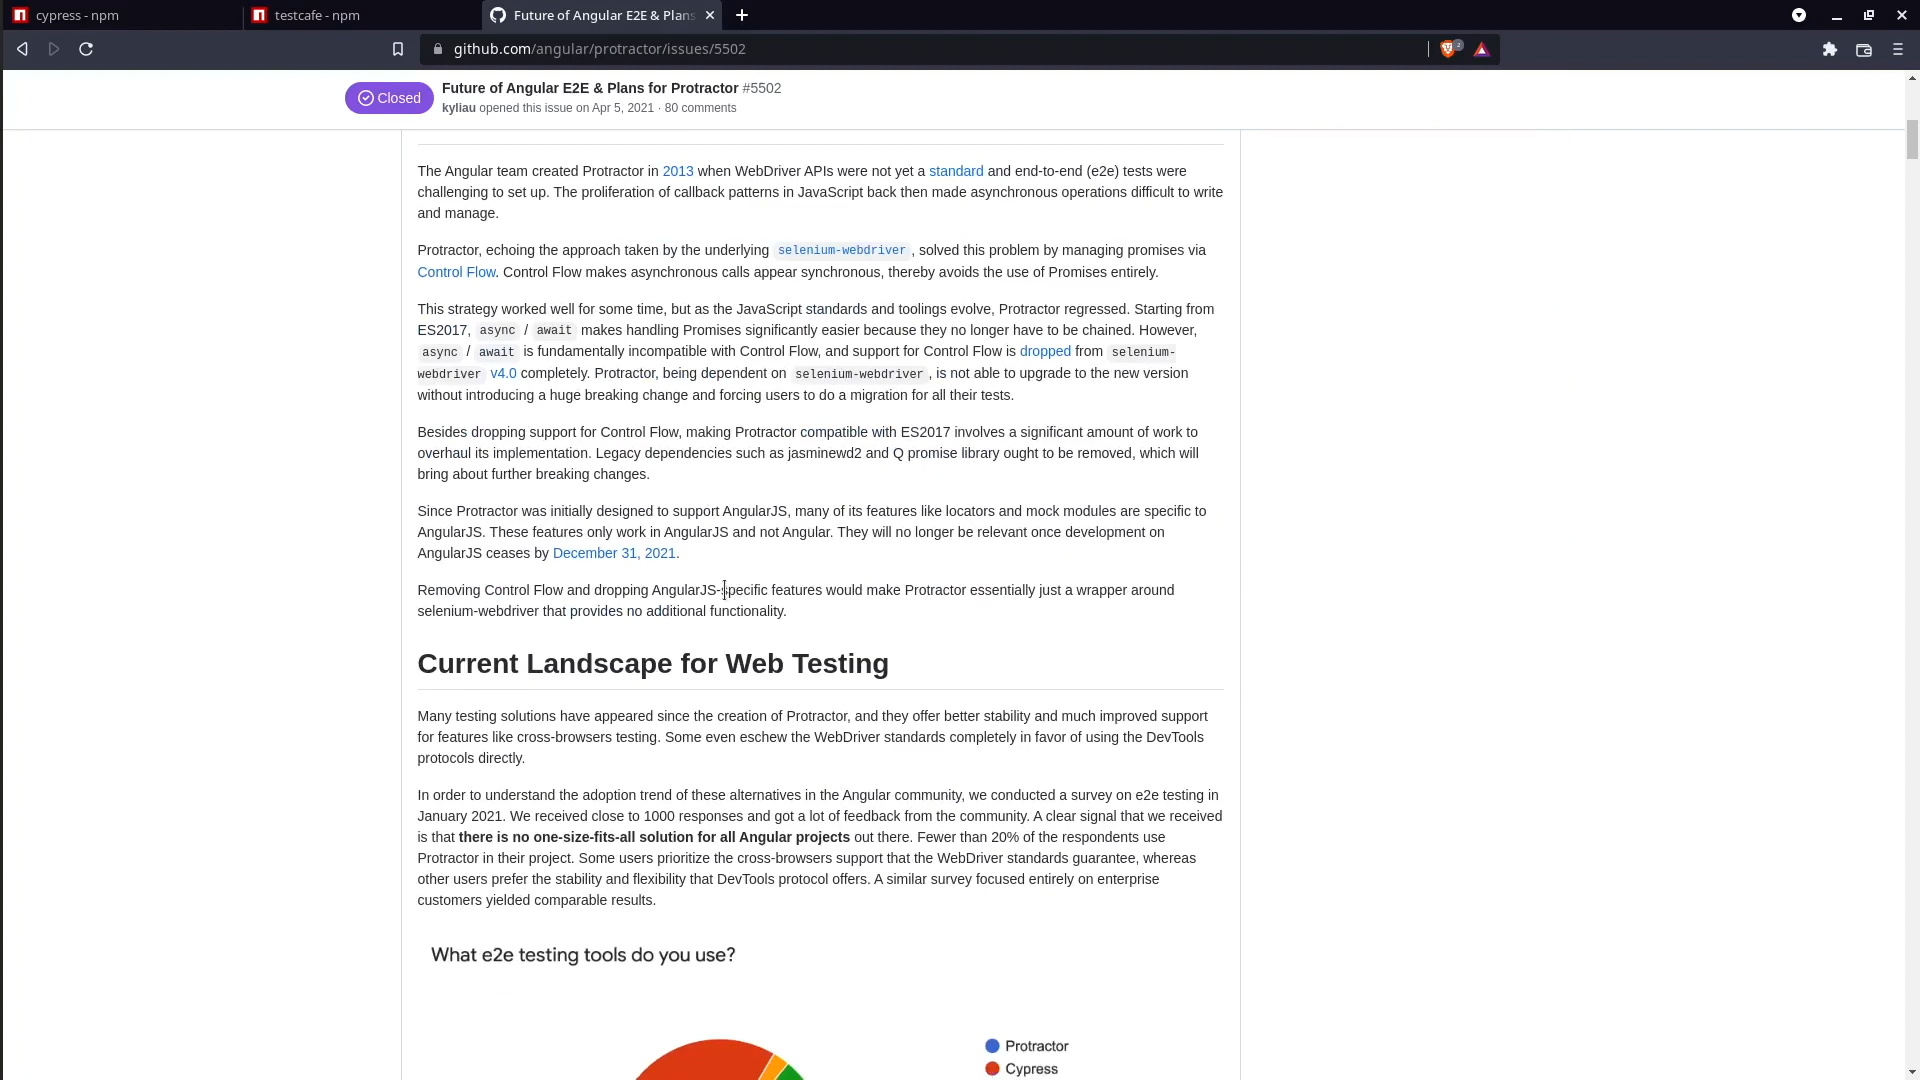 cypress - npm
testcafe - npm
Future of Angular E2E & Plans
github.com/angular/protractor/issues/5502
2
Closed
Future of Angular E2E & Plans for Protractor #5502
kyliau opened this issue on Apr 5, 2021 · 80 comments
The Angular team created Protractor in 2013 when WebDriver APIs were not yet a standard and end-to-end (e2e) tests were
challenging to set up. The proliferation of callback patterns in JavaScript back then made asynchronous operations difficult to write
and manage.
Protractor, echoing the approach taken by the underlying selenium-webdriver, solved this problem by managing promises via
Control Flow. Control Flow makes asynchronous calls appear synchronous, thereby avoids the use of Promises entirely.
This strategy worked well for some time, but as the JavaScript standards and toolings evolve, Protractor regressed. Starting from
ES2017, async / await makes handling Promises significantly easier because they no longer have to be chained. However,
async / await is fundamentally incompatible with Control Flow, and support for Control Flow is dropped from selenium-
webdriver v4.0 completely. Protractor, being dependent on selenium-webdriver, is not able to upgrade to the new version
without introducing a huge breaking change and forcing users to do a migration for all their tests.
Besides dropping support for Control Flow, making Protractor compatible with ES2017 involves a significant amount of work to
overhaul its implementation. Legacy dependencies such as jasminewd2 and Q promise library ought to be removed, which will
bring about further breaking changes.
Since Protractor was initially designed to support AngularJS, many of its features like locators and mock modules are specific to
AngularJS. These features only work in AngularJS and not Angular. They will no longer be relevant once development on
AngularJS ceases by December 31, 2021.
Removing Control Flow and dropping AngularJS-specific features would make Protractor essentially just a wrapper around
selenium-webdriver that provides no additional functionality.
Current Landscape for Web Testing
Many testing solutions have appeared since the creation of Protractor, and they offer better stability and much improved support
for features like cross-browsers testing. Some even eschew the WebDriver standards completely in favor of using the DevTools
protocols directly.
In order to understand the adoption trend of these alternatives in the Angular community, we conducted a survey on e2e testing in
January 2021. We received close to 1000 responses and got a lot of feedback from the community. A clear signal that we received
is that there is no one-size-fits-all solution for all Angular projects out there. Fewer than 20% of the respondents use
Protractor in their project. Some users prioritize the cross-browsers support that the WebDriver standards guarantee, whereas
other users prefer the stability and flexibility that DevTools protocol offers. A similar survey focused entirely on enterprise
customers yielded comparable results.
What e2e testing tools do you use?
Protractor
Cypress